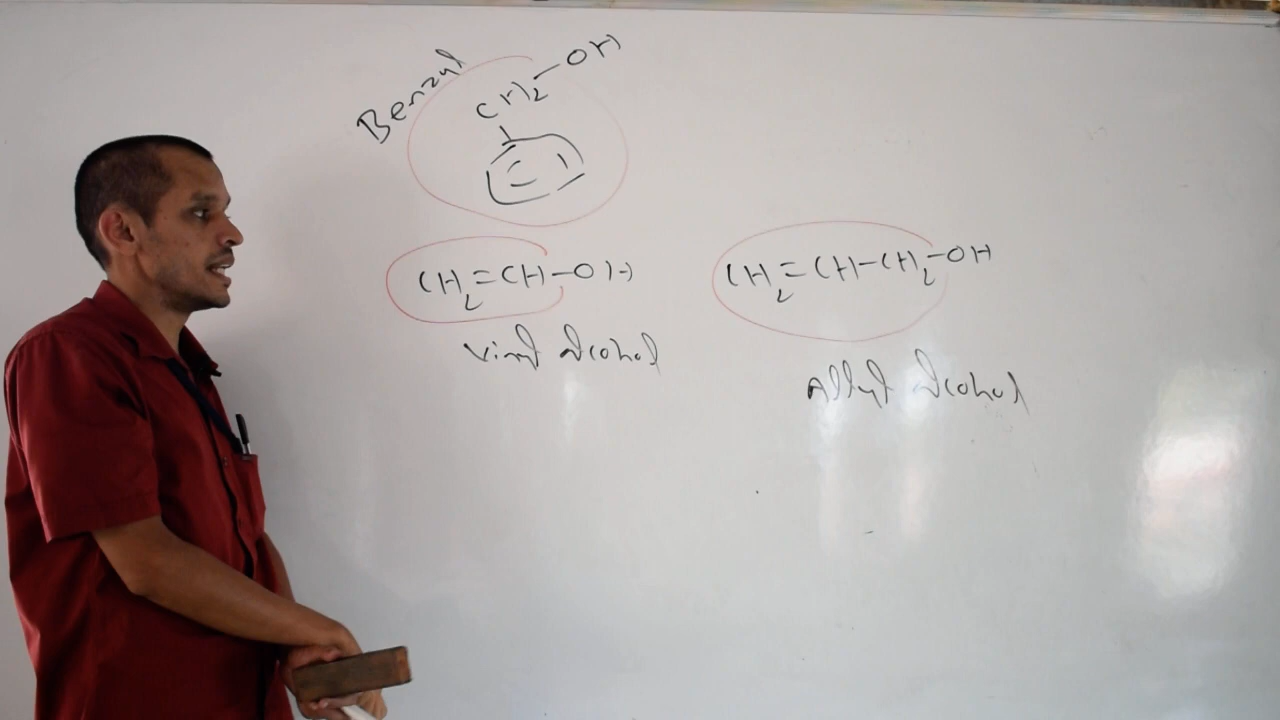 Benzyl
CH₂-OH
CH₂=CH-OH
Vinyl alcohol
CH₂=CH-CH₂-OH
Allyl alcohol